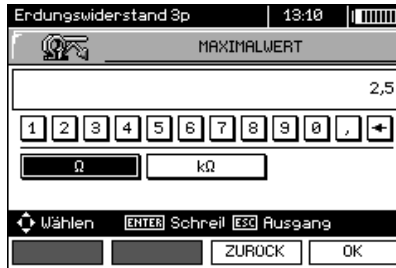 Erdungswiderstand 3p 13:10
MAXIMALWERT
2,5
1 2 3 4 5 6 7 8 9 0 , ←
Ω kΩ
Wählen ENTER Schreil ESC Ausgang
ZURÜCK OK